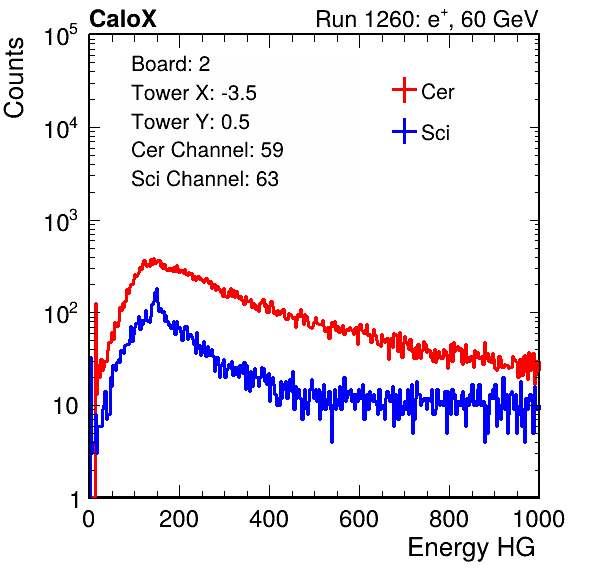 CaloX Run 1260: e⁺, 60 GeV
Counts
Board: 2
Tower X: -3.5
Tower Y: 0.5
Cer Channel: 59
Sci Channel: 63
Cer
Sci
10⁵
10⁴
10³
10²
10
1
0 200 400 600 800 1000
Energy HG